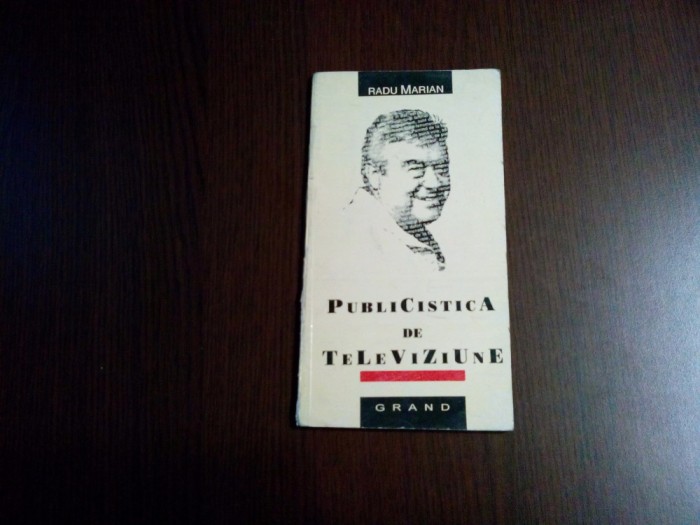 RADU MARIAN
PUBLICISTICA
DE
TELEVIZIUNE
GRAND